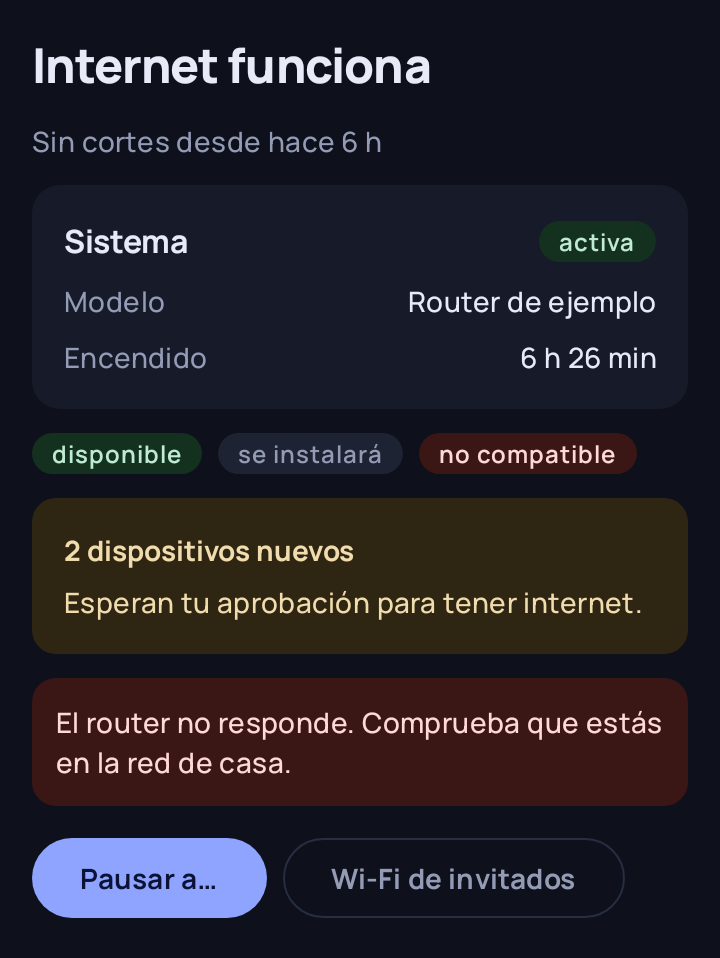 Internet funciona
Sin cortes desde hace 6 h
Sistema
activa
Modelo
Router de ejemplo
Encendido
6 h 26 min
disponible
se instalará
no compatible
2 dispositivos nuevos
Esperan tu aprobación para tener internet.
El router no responde. Comprueba que estás
en la red de casa.
Pausar a…
Wi-Fi de invitados